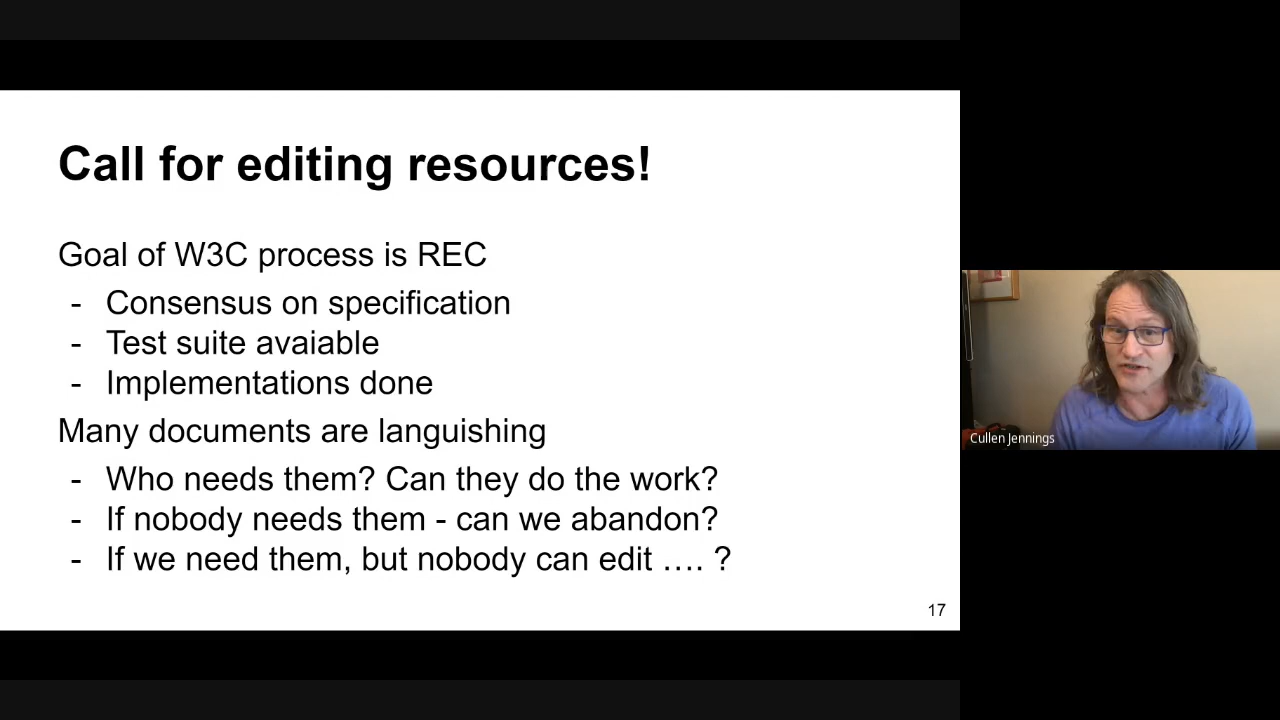 Call for editing resources!
Goal of W3C process is REC
- Consensus on specification
- Test suite avaiable
- Implementations done
Many documents are languishing
- Who needs them? Can they do the work?
- If nobody needs them - can we abandon?
- If we need them, but nobody can edit .... ?
17
Cullen Jennings